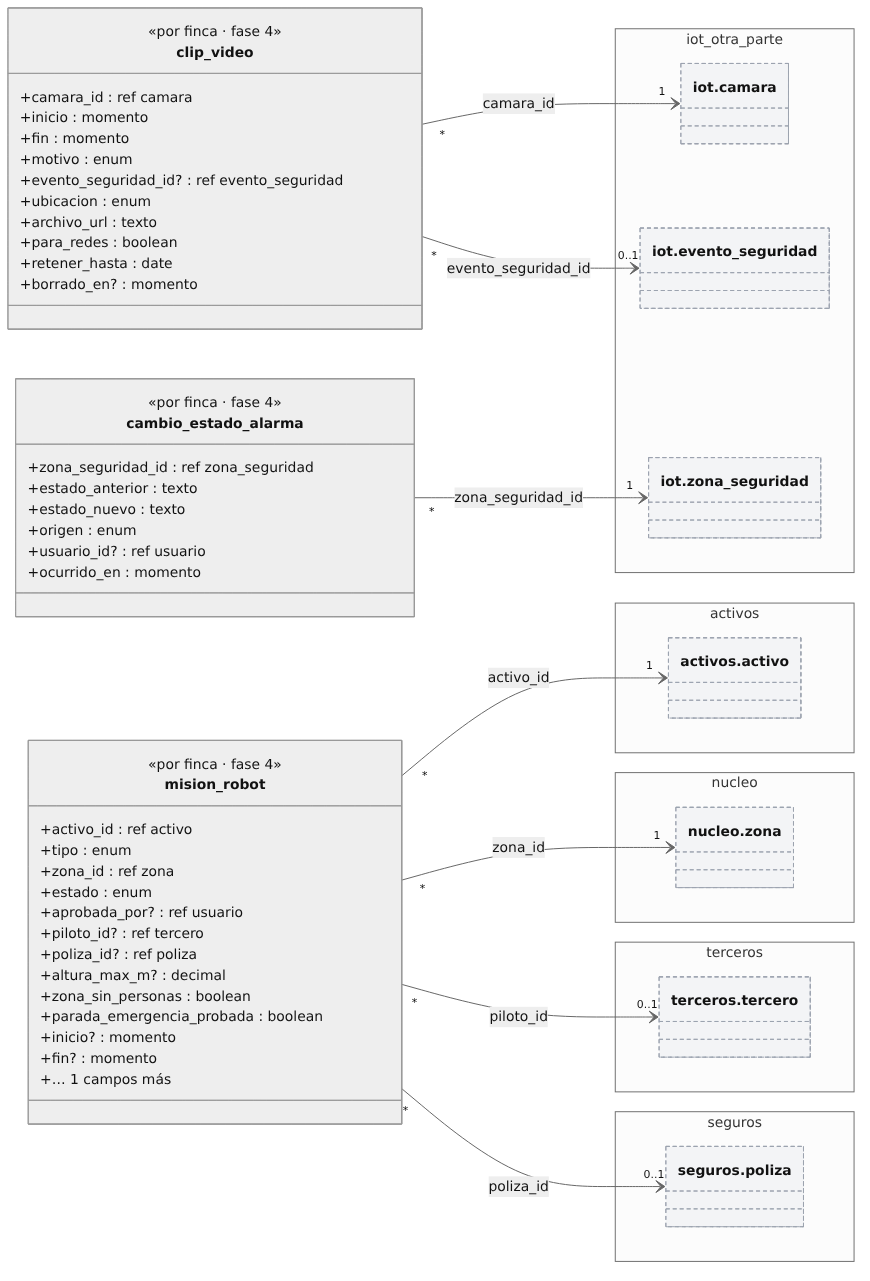 «por finca · fase 4»
clip_video
+camara_id : ref camara
+inicio : momento
+fin : momento
+motivo : enum
+evento_seguridad_id? : ref evento_seguridad
+ubicacion : enum
+archivo_url : texto
+para_redes : boolean
+retener_hasta : date
+borrado_en? : momento
camara_id
*
1
evento_seguridad_id
*
0..1
iot_otra_parte
iot.camara
iot.evento_seguridad
iot.zona_seguridad
«por finca · fase 4»
cambio_estado_alarma
+zona_seguridad_id : ref zona_seguridad
+estado_anterior : texto
+estado_nuevo : texto
+origen : enum
+usuario_id? : ref usuario
+ocurrido_en : momento
zona_seguridad_id
*
1
«por finca · fase 4»
mision_robot
+activo_id : ref activo
+tipo : enum
+zona_id : ref zona
+estado : enum
+aprobada_por? : ref usuario
+piloto_id? : ref tercero
+poliza_id? : ref poliza
+altura_max_m? : decimal
+zona_sin_personas : boolean
+parada_emergencia_probada : boolean
+inicio? : momento
+fin? : momento
+... 1 campos más
activo_id
*
1
activos
activos.activo
zona_id
*
1
nucleo
nucleo.zona
piloto_id
*
0..1
terceros
terceros.tercero
poliza_id
*
0..1
seguros
seguros.poliza